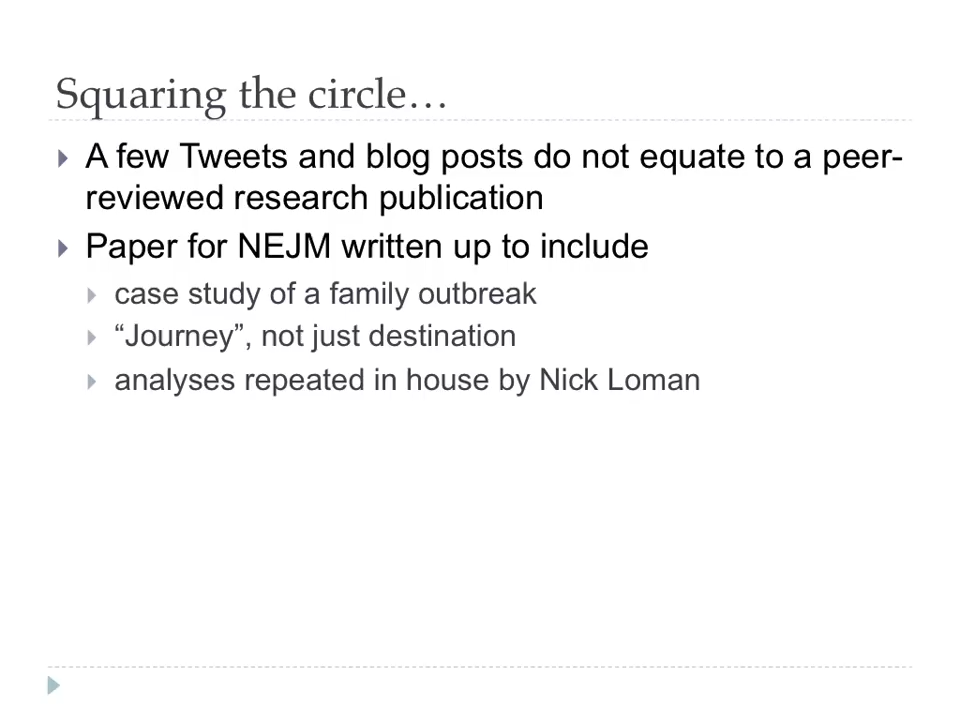 Squaring the circle…
A few Tweets and blog posts do not equate to a peer-
reviewed research publication
Paper for NEJM written up to include
case study of a family outbreak
“Journey”, not just destination
analyses repeated in house by Nick Loman